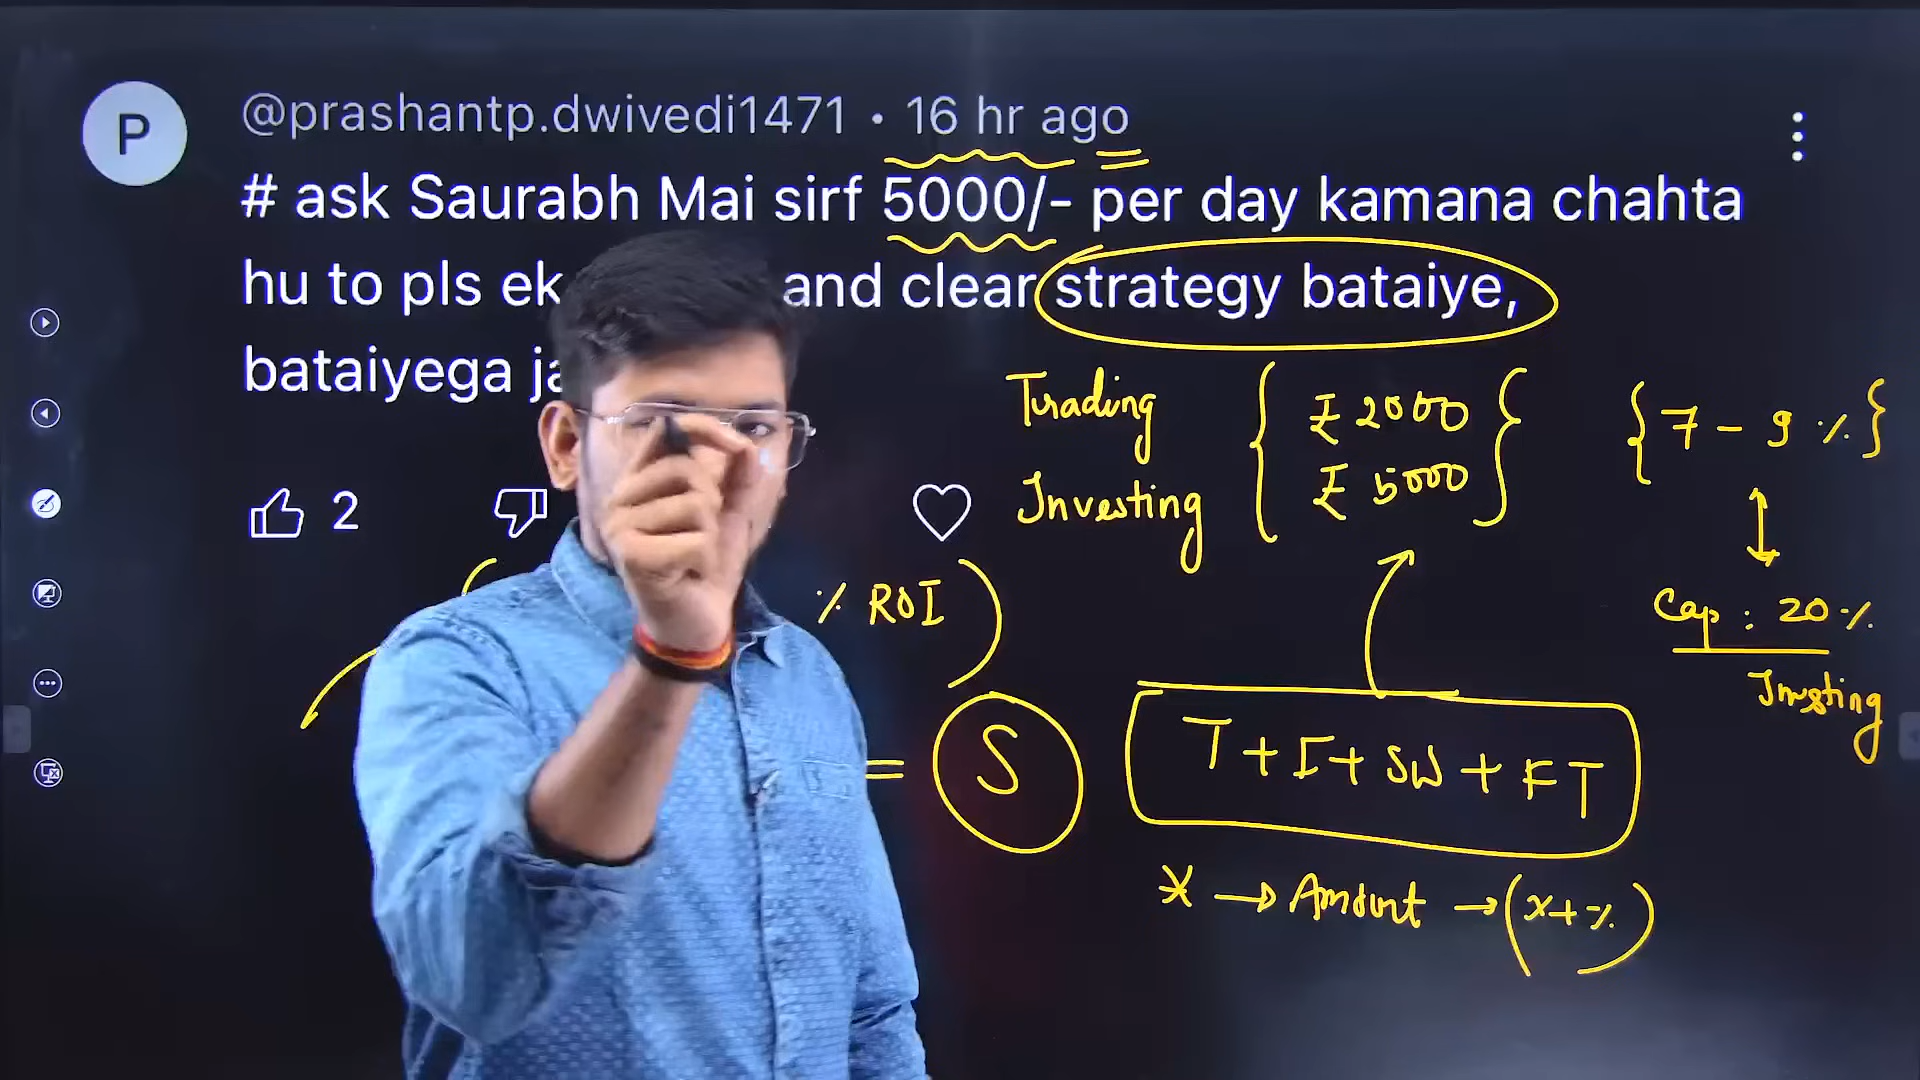 P
@prashantp.dwivedi1471 • 16 hr ago
# ask Saurabh Mai sirf 5000/- per day kamana chahta
hu to pls ek and clear strategy bataiye,
bataiyega
2
Trading
Investing
₹ 2000
₹ 5000
{7 - 9 %}
Cap : 20 %
Investing
% ROI
= S
T + I + SW + FT
X → Amount → (x + %)